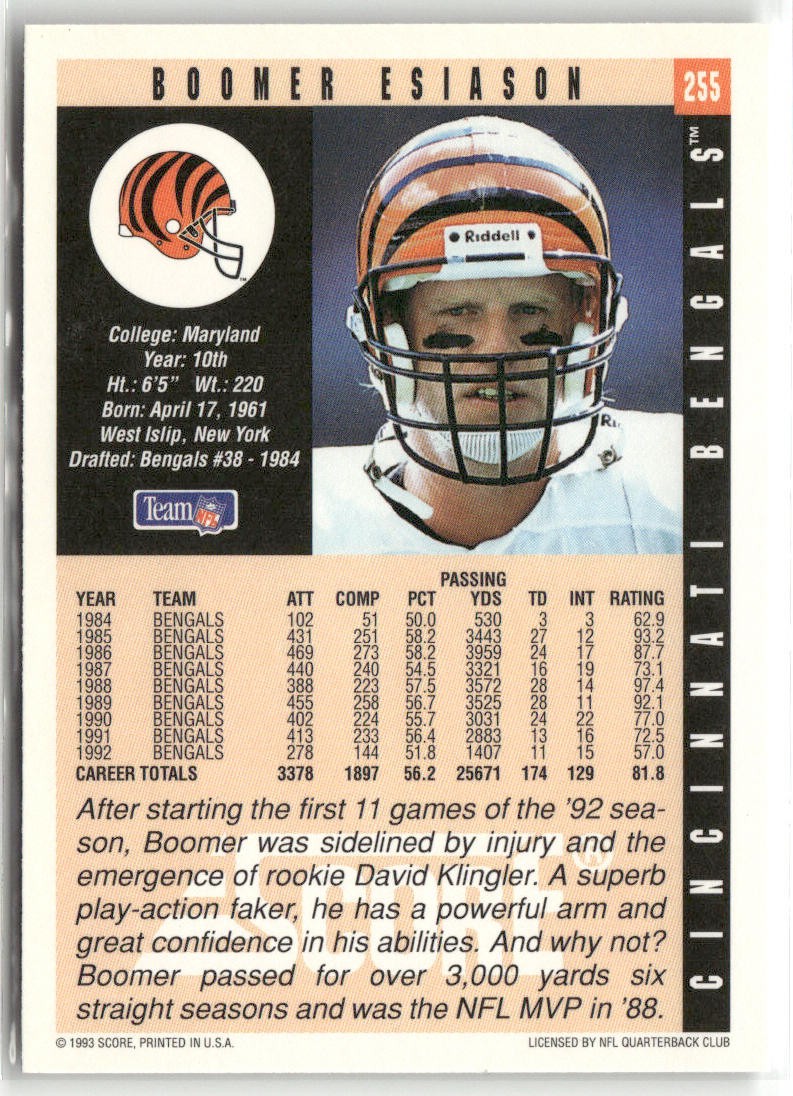 BOOMER ESIASON
255
CINCINNATI BENGALS™
Riddell
R
College: Maryland
Year: 10th
Ht.: 6'5" Wt.: 220
Born: April 17, 1961
West Islip, New York
Drafted: Bengals #38 - 1984
Team NFL
PASSING
YEAR TEAM ATT COMP PCT YDS TD INT RATING
1984 BENGALS 102 51 50.0 530 3 3 62.9
1985 BENGALS 431 251 58.2 3443 27 12 93.2
1986 BENGALS 469 273 58.2 3959 24 17 87.7
1987 BENGALS 440 240 54.5 3321 16 19 73.1
1988 BENGALS 388 223 57.5 3572 28 14 97.4
1989 BENGALS 455 258 56.7 3525 28 11 92.1
1990 BENGALS 402 224 55.7 3031 24 22 77.0
1991 BENGALS 413 233 56.4 2883 13 16 72.5
1992 BENGALS 278 144 51.8 1407 11 15 57.0
CAREER TOTALS 3378 1897 56.2 25671 174 129 81.8
After starting the first 11 games of the '92 sea-
son, Boomer was sidelined by injury and the
emergence of rookie David Klingler. A superb
play-action faker, he has a powerful arm and
great confidence in his abilities. And why not?
Boomer passed for over 3,000 yards six
straight seasons and was the NFL MVP in '88.
SCORE®
© 1993 SCORE, PRINTED IN U.S.A.
LICENSED BY NFL QUARTERBACK CLUB